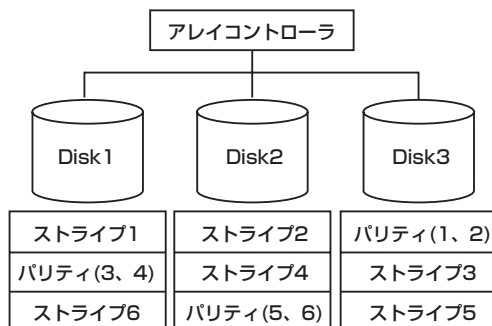 アレイコントローラ
Disk1
Disk2
Disk3
ストライプ1
ストライプ2
パリティ(1、2)
パリティ(3、4)
ストライプ4
ストライプ3
ストライプ6
パリティ(5、6)
ストライプ5